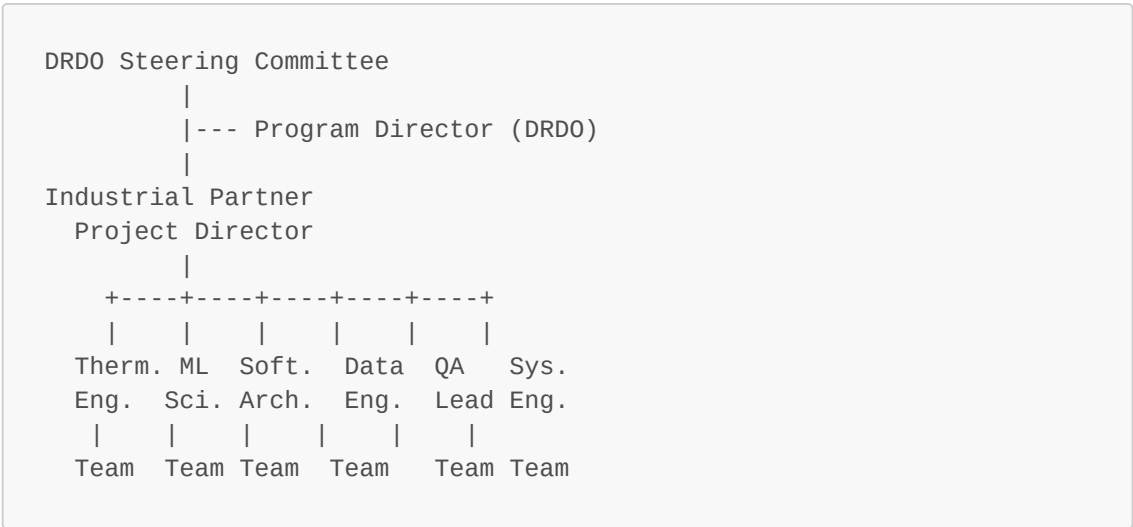 DRDO Steering Committee
|
|--- Program Director (DRDO)
|
Industrial Partner
Project Director
|
+----+----+----+----+----+
| | | | | |
Therm. ML Soft. Data QA Sys.
Eng. Sci. Arch. Eng. Lead Eng.
| | | | | |
Team Team Team Team Team Team